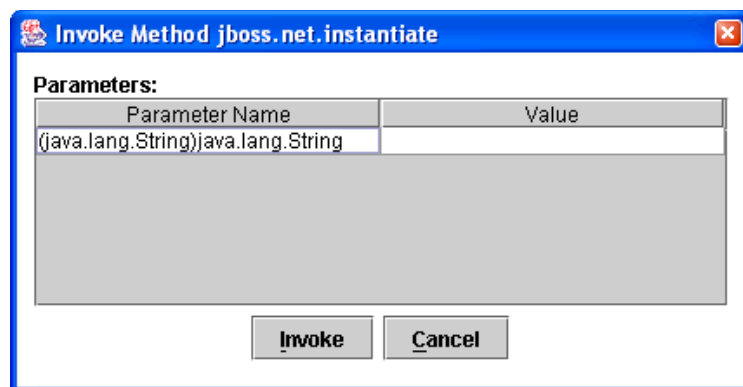 Invoke Method jboss.net.instantiate
Parameters:
Parameter Name Value
(java.lang.String)java.lang.String
Invoke Cancel